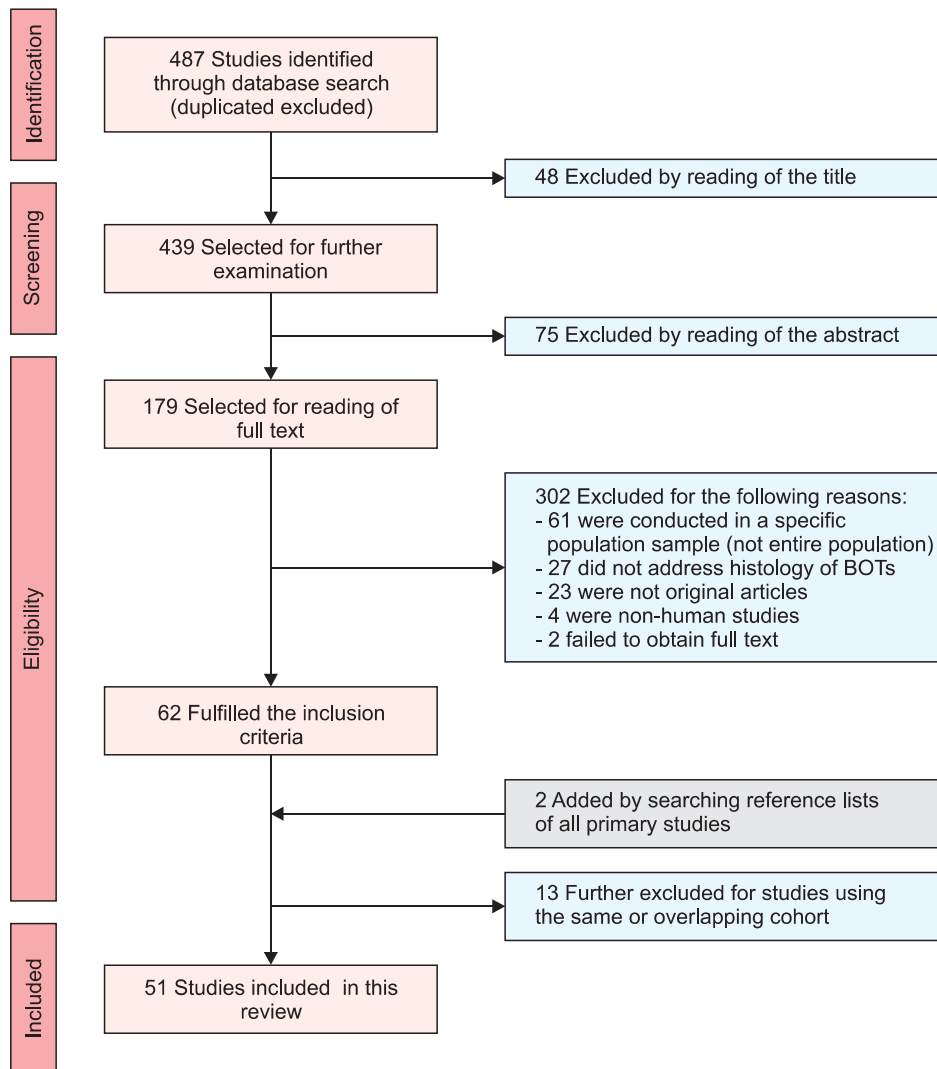 Identification
487 Studies identified
through database search
(duplicated excluded)
48 Excluded by reading of the title
Screening
439 Selected for further
examination
75 Excluded by reading of the abstract
Eligibility
179 Selected for reading of
full text
302 Excluded for the following reasons:
- 61 were conducted in a specific
population sample (not entire population)
- 27 did not address histology of BOTs
- 23 were not original articles
- 4 were non-human studies
- 2 failed to obtain full text
62 Fulfilled the inclusion
criteria
2 Added by searching reference lists
of all primary studies
13 Further excluded for studies using
the same or overlapping cohort
Included
51 Studies included in this
review